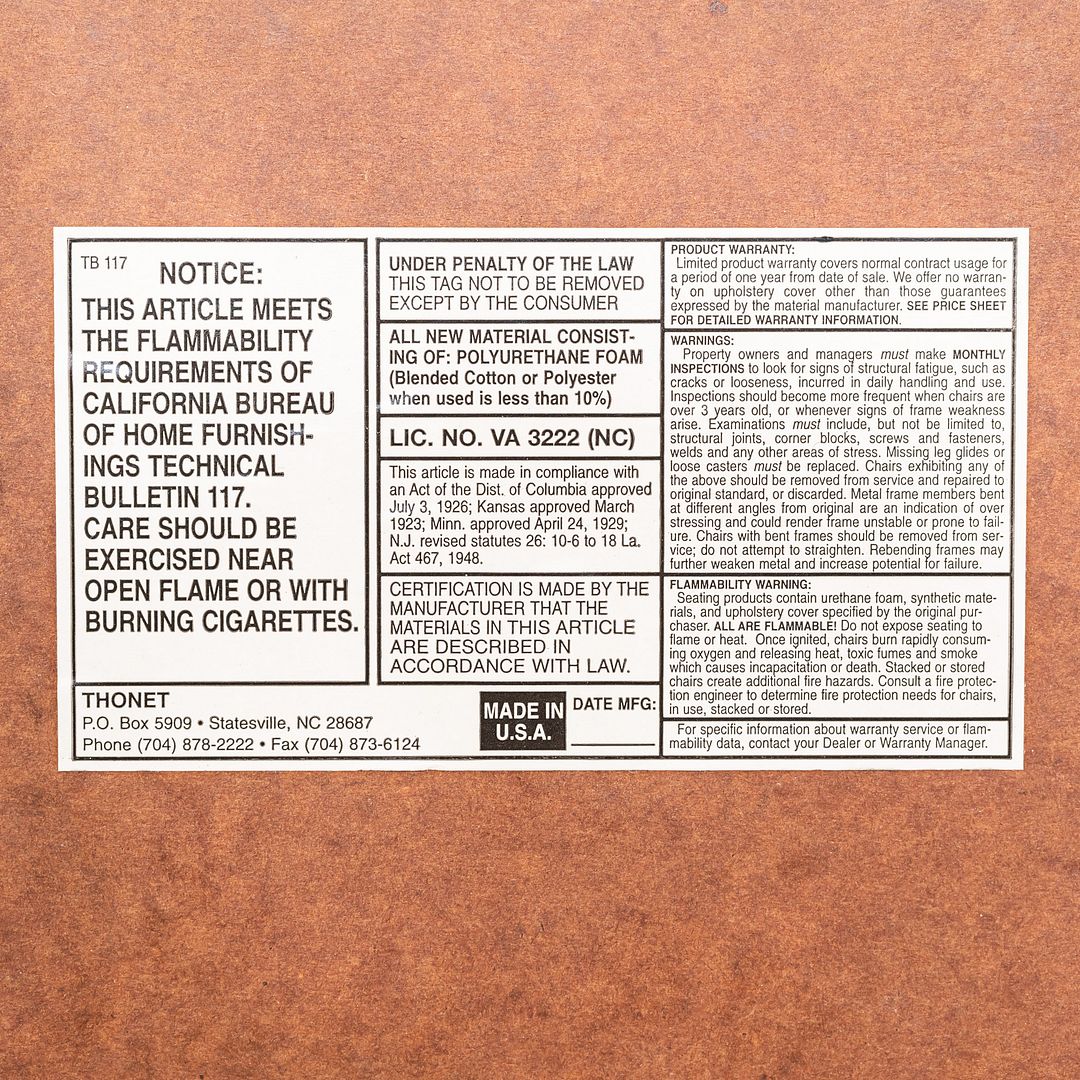 TB 117
NOTICE:
THIS ARTICLE MEETS
THE FLAMMABILITY
REQUIREMENTS OF
CALIFORNIA BUREAU
OF HOME FURNISH-
INGS TECHNICAL
BULLETIN 117.
CARE SHOULD BE
EXERCISED NEAR
OPEN FLAME OR WITH
BURNING CIGARETTES.
UNDER PENALTY OF THE LAW
THIS TAG NOT TO BE REMOVED
EXCEPT BY THE CONSUMER
ALL NEW MATERIAL CONSIST-
ING OF: POLYURETHANE FOAM
(Blended Cotton or Polyester
when used is less than 10%)
LIC. NO. VA 3222 (NC)
This article is made in compliance with
an Act of the Dist. of Columbia approved
July 3, 1926; Kansas approved March
1923; Minn. approved April 24, 1929;
N.J. revised statutes 26: 10-6 to 18 La.
Act 467, 1948.
CERTIFICATION IS MADE BY THE
MANUFACTURER THAT THE
MATERIALS IN THIS ARTICLE
ARE DESCRIBED IN
ACCORDANCE WITH LAW.
THONET
P.O. Box 5909 • Statesville, NC 28687
Phone (704) 878-2222 • Fax (704) 873-6124
MADE IN
U.S.A.
DATE MFG:
PRODUCT WARRANTY:
Limited product warranty covers normal contract usage for
a period of one year from date of sale. We offer no warran-
ty on upholstery cover other than those guarantees
expressed by the material manufacturer. SEE PRICE SHEET
FOR DETAILED WARRANTY INFORMATION.
WARNINGS:
Property owners and managers must make MONTHLY
INSPECTIONS to look for signs of structural fatigue, such as
cracks or looseness, incurred in daily handling and use.
Inspections should become more frequent when chairs are
over 3 years old, or whenever signs of frame weakness
arise. Examinations must include, but not be limited to,
structural joints, corner blocks, screws and fasteners,
welds and any other areas of stress. Missing leg glides or
loose casters must be replaced. Chairs exhibiting any of
the above should be removed from service and repaired to
original standard, or discarded. Metal frame members bent
at different angles from original are an indication of over
stressing and could render frame unstable or prone to fail-
ure. Chairs with bent frames should be removed from ser-
vice; do not attempt to straighten. Rebending frames may
further weaken metal and increase potential for failure.
FLAMMABILITY WARNING:
Seating products contain urethane foam, synthetic mate-
rials, and upholstery cover specified by the original pur-
chaser. ALL ARE FLAMMABLE! Do not expose seating to
flame or heat. Once ignited, chairs burn rapidly consum-
ing oxygen and releasing heat, toxic fumes and smoke
which causes incapacitation or death. Stacked or stored
chairs create additional fire hazards. Consult a fire protec-
tion engineer to determine fire protection needs for chairs,
in use, stacked or stored.
For specific information about warranty service or flam-
mability data, contact your Dealer or Warranty Manager.